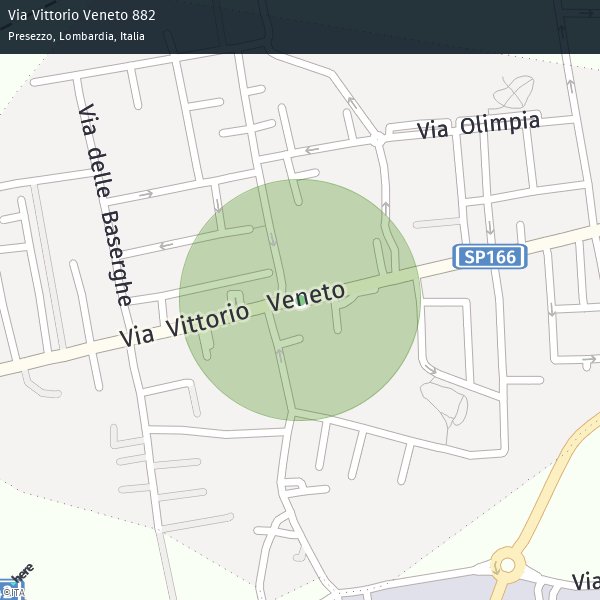 Via Vittorio Veneto 882
Presezzo, Lombardia, Italia
Via Olimpia
Via delle Baserghe
SP166
Via Vittorio Veneto
Via
here
©ITA